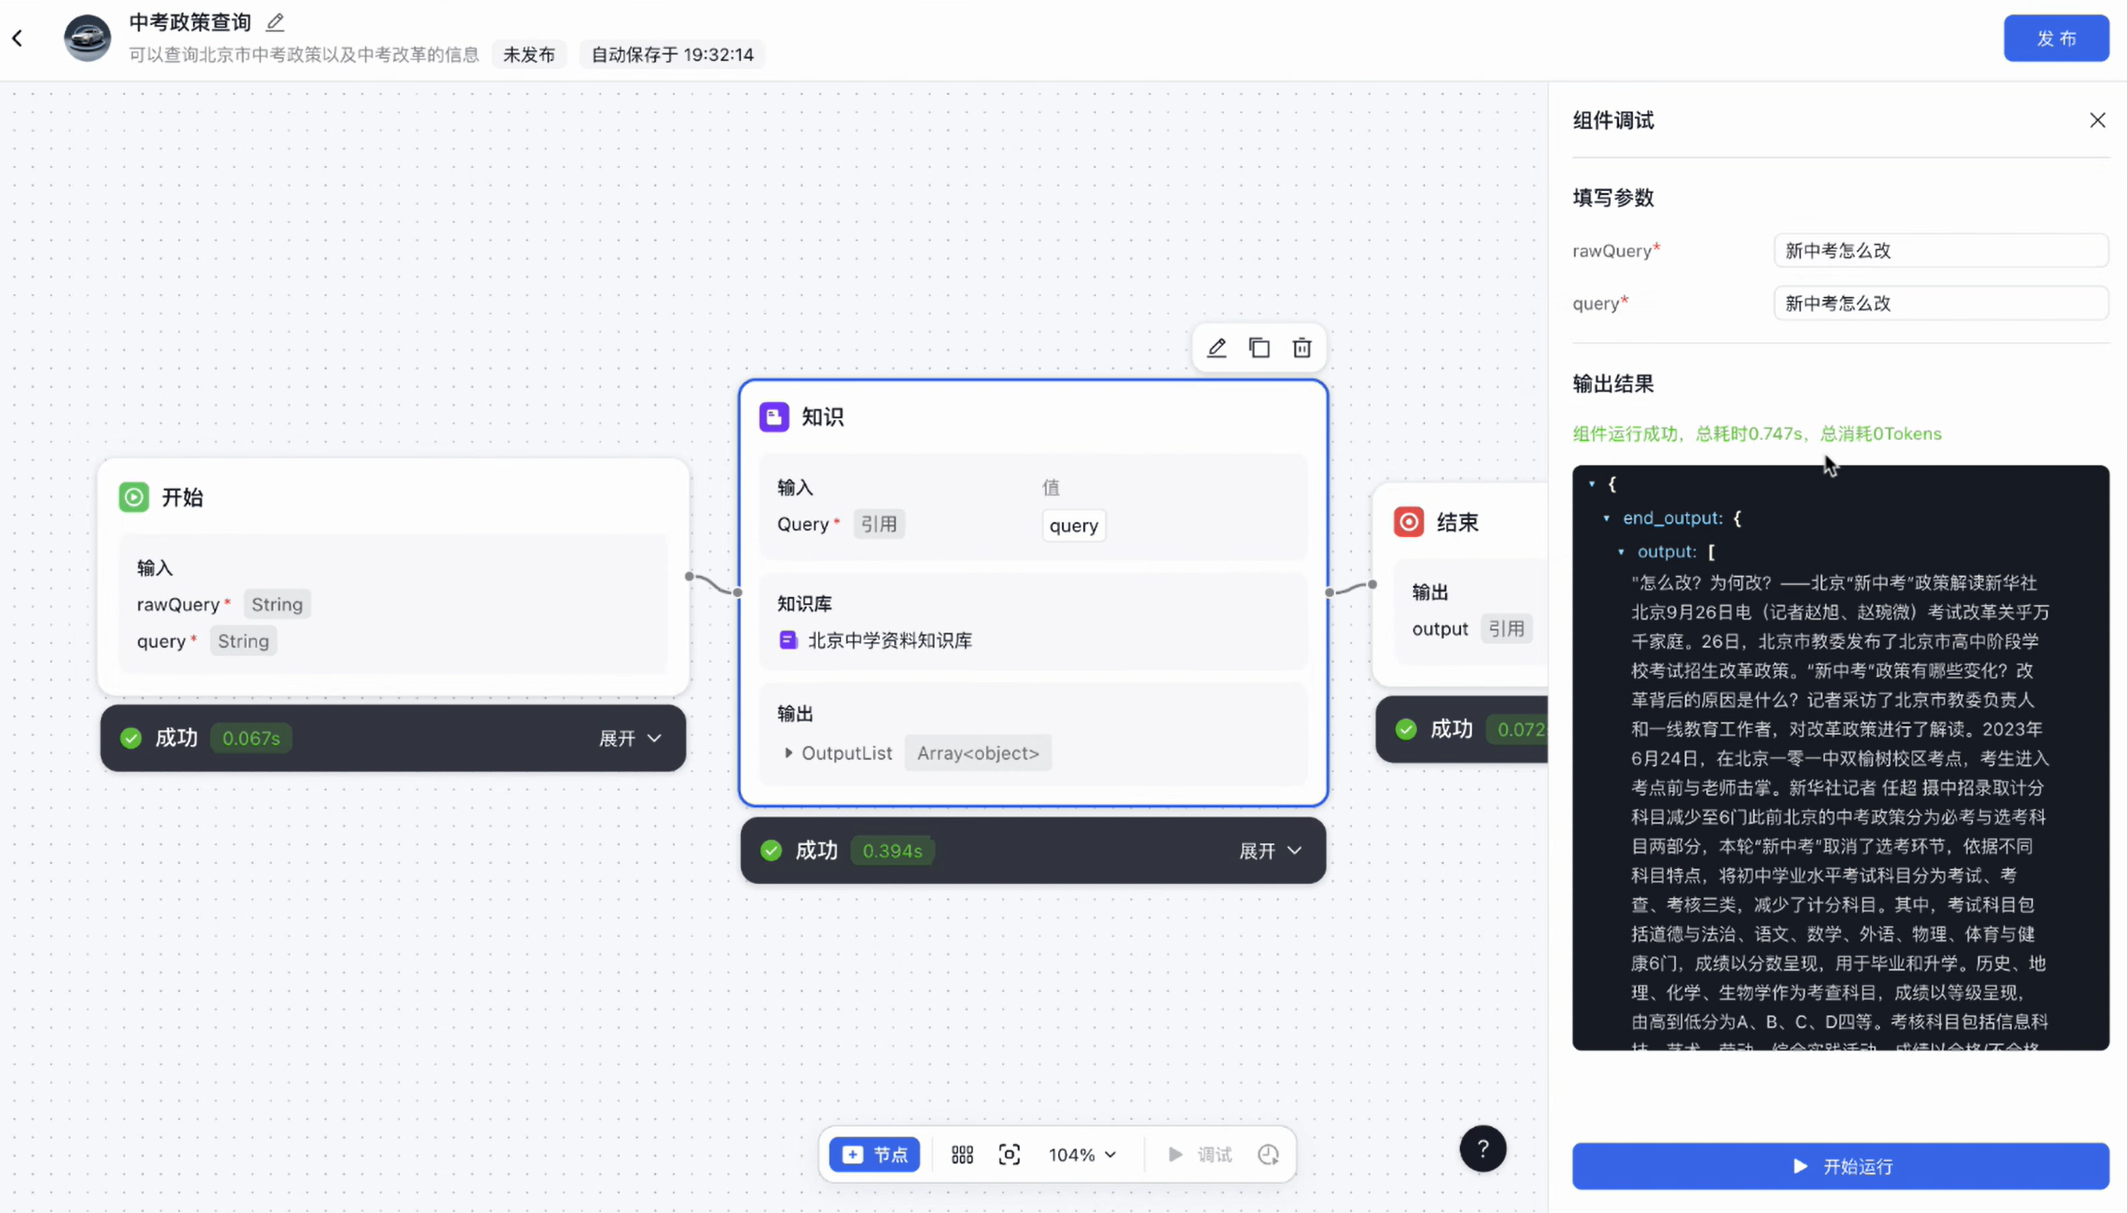 中考政策查询
可以查询北京市中考政策以及中考改革的信息 未发布 自动保存于 19:32:14
发 布
开始
输入
rawQuery* String
query* String
成功 0.067s 展开
知识
输入 值
Query* 引用 query
知识库
北京中学资料知识库
输出
OutputList Array<object>
成功 0.394s 展开
结束
输出
output 引用
成功 0.072
节点 104% 调试
?
组件调试
填写参数
rawQuery* 新中考怎么改
query* 新中考怎么改
输出结果
组件运行成功，总耗时0.747s，总消耗0Tokens
{
end_output: {
output: [
"怎么改？为何改？——北京“新中考”政策解读新华社
北京9月26日电（记者赵旭、赵琬微）考试改革关乎万
千家庭。26日，北京市教委发布了北京市高中阶段学
校考试招生改革政策。“新中考”政策有哪些变化？改
革背后的原因是什么？记者采访了北京市教委负责人
和一线教育工作者，对改革政策进行了解读。2023年
6月24日，在北京一零一中双榆树校区考点，考生进入
考点前与老师击掌。新华社记者 任超 摄中招录取计分
科目减少至6门此前北京的中考政策分为必考与选考科
目两部分，本轮“新中考”取消了选考环节，依据不同
科目特点，将初中学业水平考试科目分为考试、考
查、考核三类，减少了计分科目。其中，考试科目包
括道德与法治、语文、数学、外语、物理、体育与健
康6门，成绩以分数呈现，用于毕业和升学。历史、地
理、化学、生物学作为考查科目，成绩以等级呈现，
由高到低分为A、B、C、D四等。考核科目包括信息科
技、艺术、劳动、综合实践活动，成绩以合格/不合格
开始运行